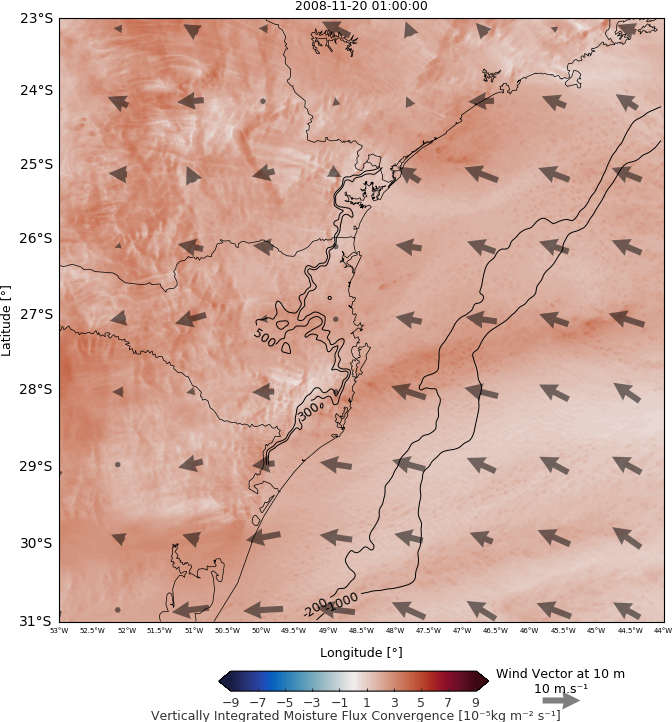 2008-11-20 01:00:00
23°S
24°S
25°S
26°S
27°S
28°S
29°S
30°S
31°S
Latitude [°]
500
300
-200
-1000
53°W 52.5°W 52°W 51.5°W 51°W 50.5°W 50°W 49.5°W 49°W 48.5°W 48°W 47.5°W 47°W 46.5°W 46°W 45.5°W 45°W 44.5°W 44°W
Longitude [°]
−9 −7 −5 −3 −1 1 3 5 7 9
Wind Vector at 10 m
10 m.s⁻¹
Vertically Integrated Moisture Flux Convergence [10⁻⁵kg m⁻² s⁻¹]